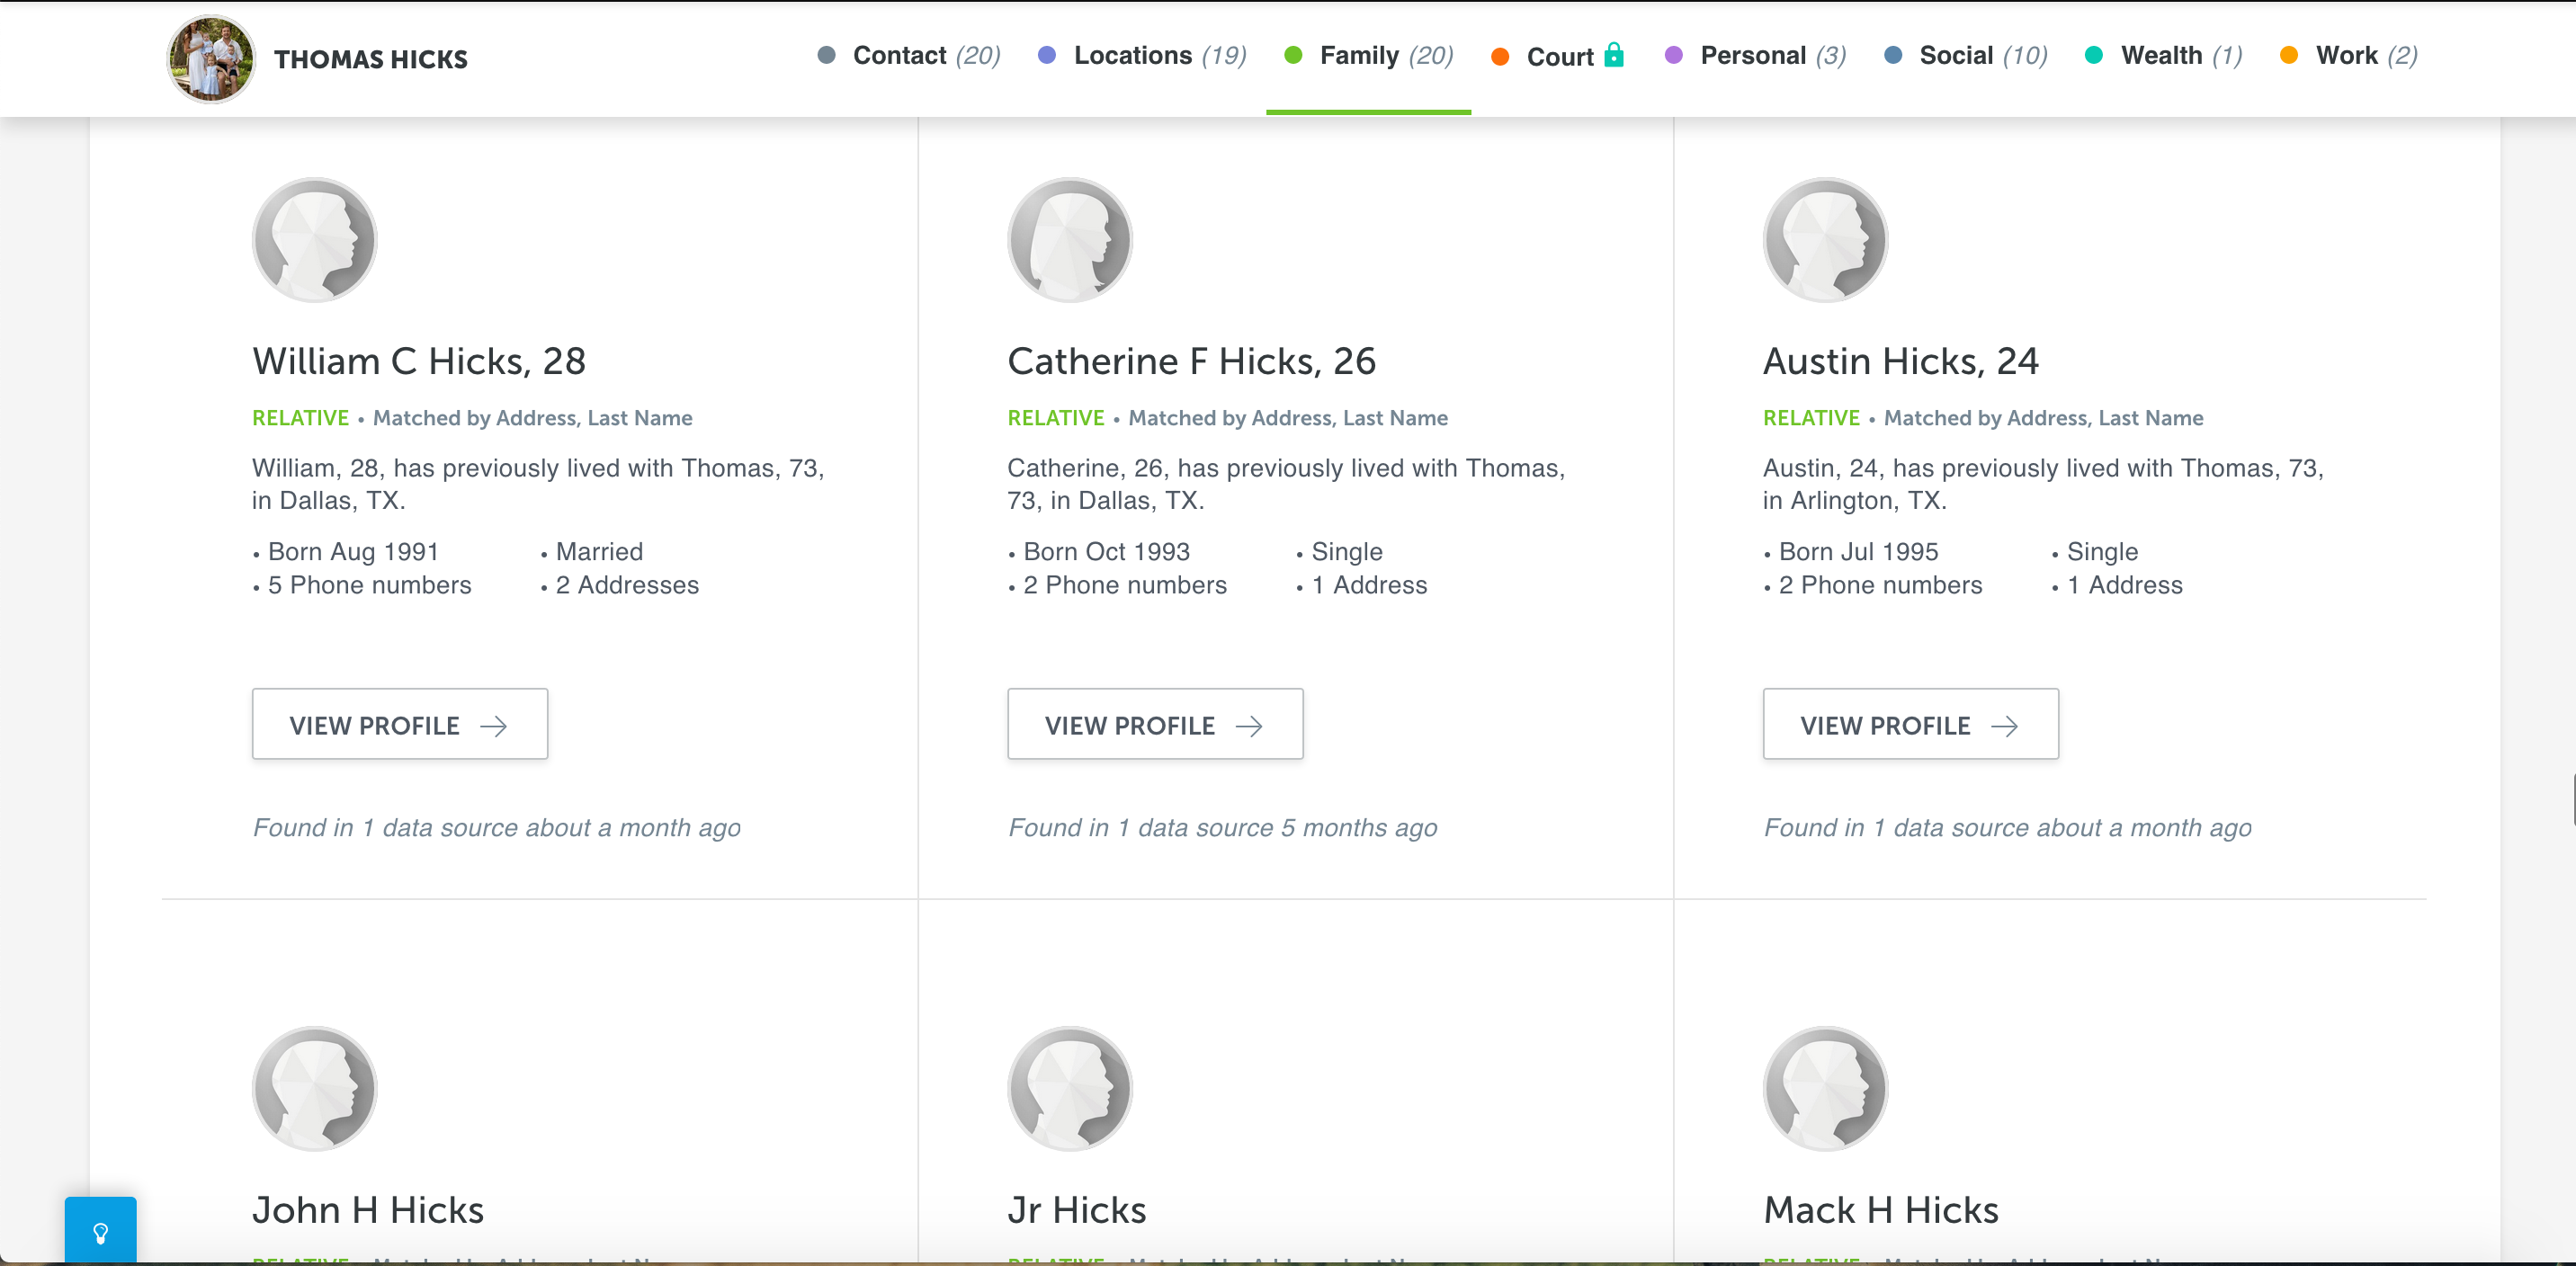 THOMAS HICKS
Contact (20) Locations (19) Family (20) Court Personal (3) Social (10) Wealth (1) Work (2)
William C Hicks, 28
RELATIVE • Matched by Address, Last Name
William, 28, has previously lived with Thomas, 73,
in Dallas, TX.
• Born Aug 1991 • Married
• 5 Phone numbers • 2 Addresses
VIEW PROFILE
Found in 1 data source about a month ago
Catherine F Hicks, 26
RELATIVE • Matched by Address, Last Name
Catherine, 26, has previously lived with Thomas,
73, in Dallas, TX.
• Born Oct 1993 • Single
• 2 Phone numbers • 1 Address
VIEW PROFILE
Found in 1 data source 5 months ago
Austin Hicks, 24
RELATIVE • Matched by Address, Last Name
Austin, 24, has previously lived with Thomas, 73,
in Arlington, TX.
• Born Jul 1995 • Single
• 2 Phone numbers • 1 Address
VIEW PROFILE
Found in 1 data source about a month ago
John H Hicks
Jr Hicks
Mack H Hicks